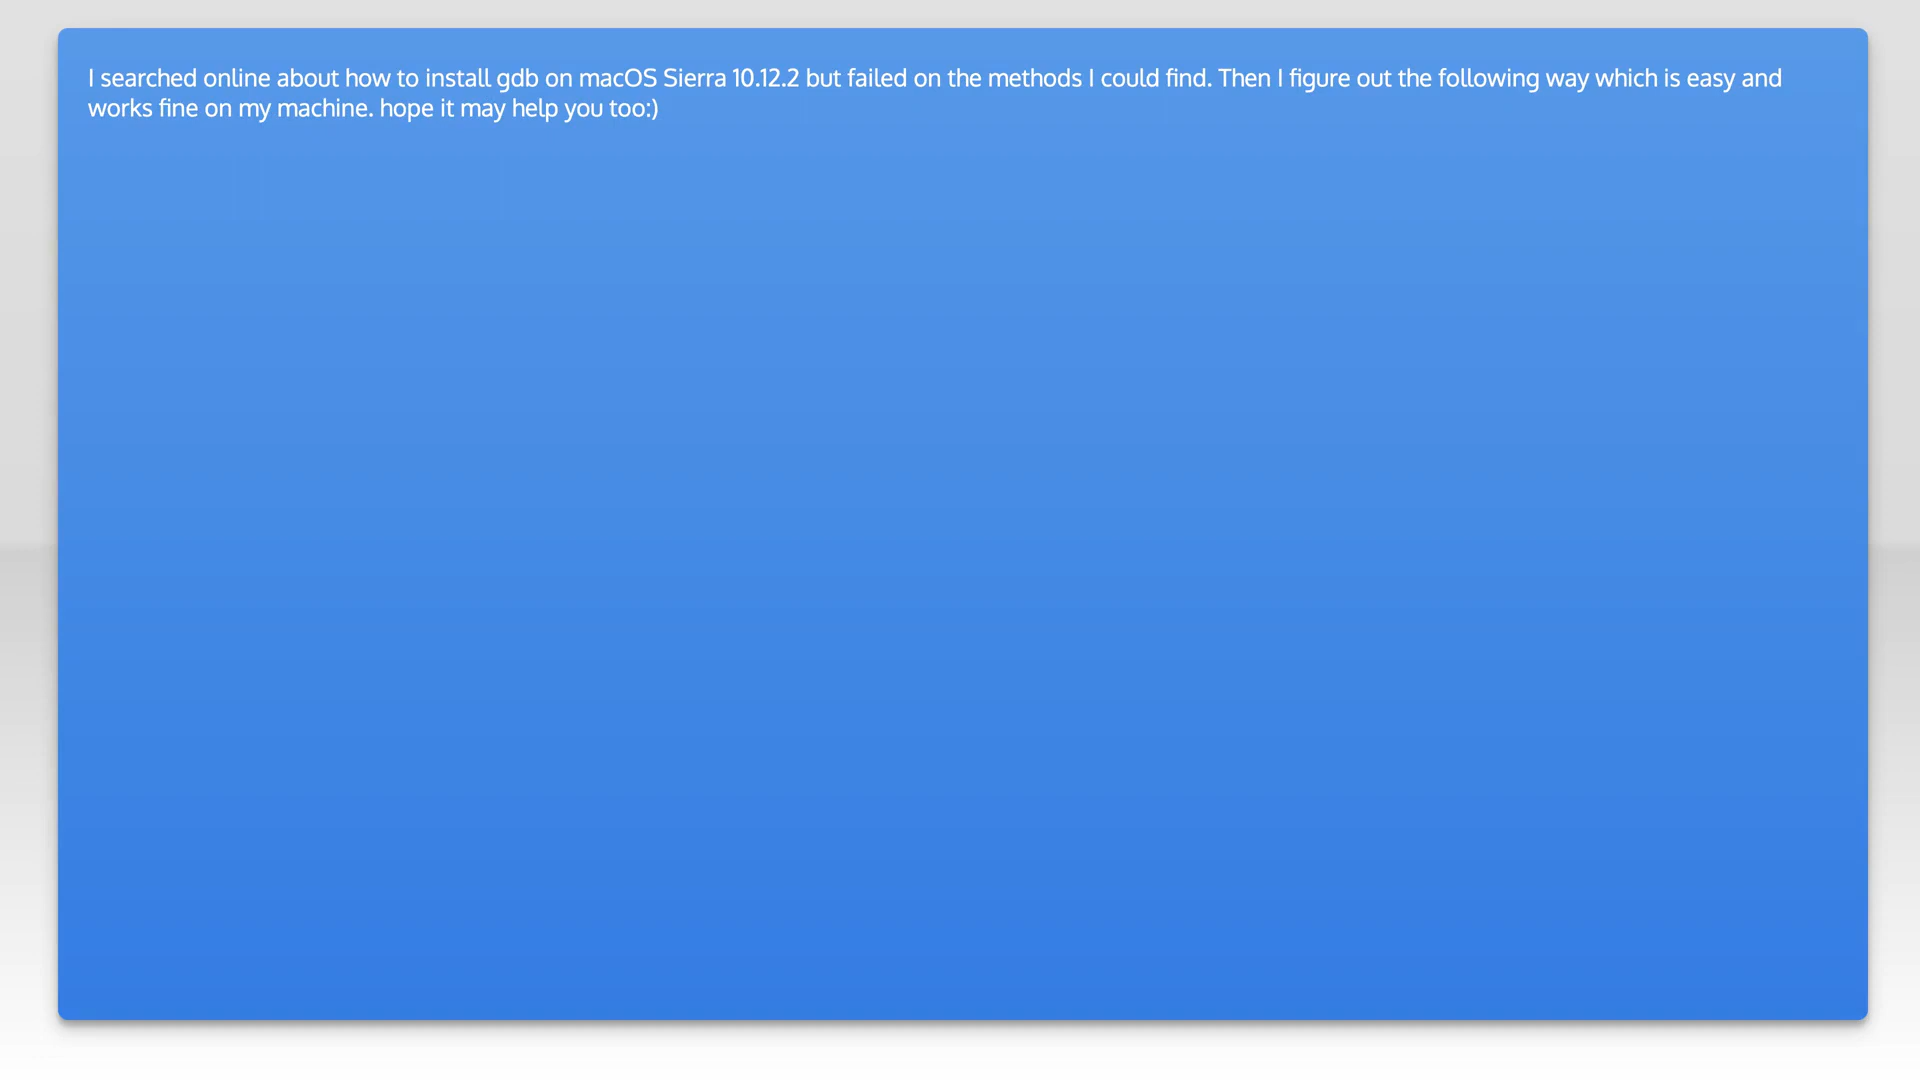 I searched online about how to install gdb on macOS Sierra 10.12.2 but failed on the methods I could find. Then I figure out the following way which is easy and
works fine on my machine. hope it may help you too:)